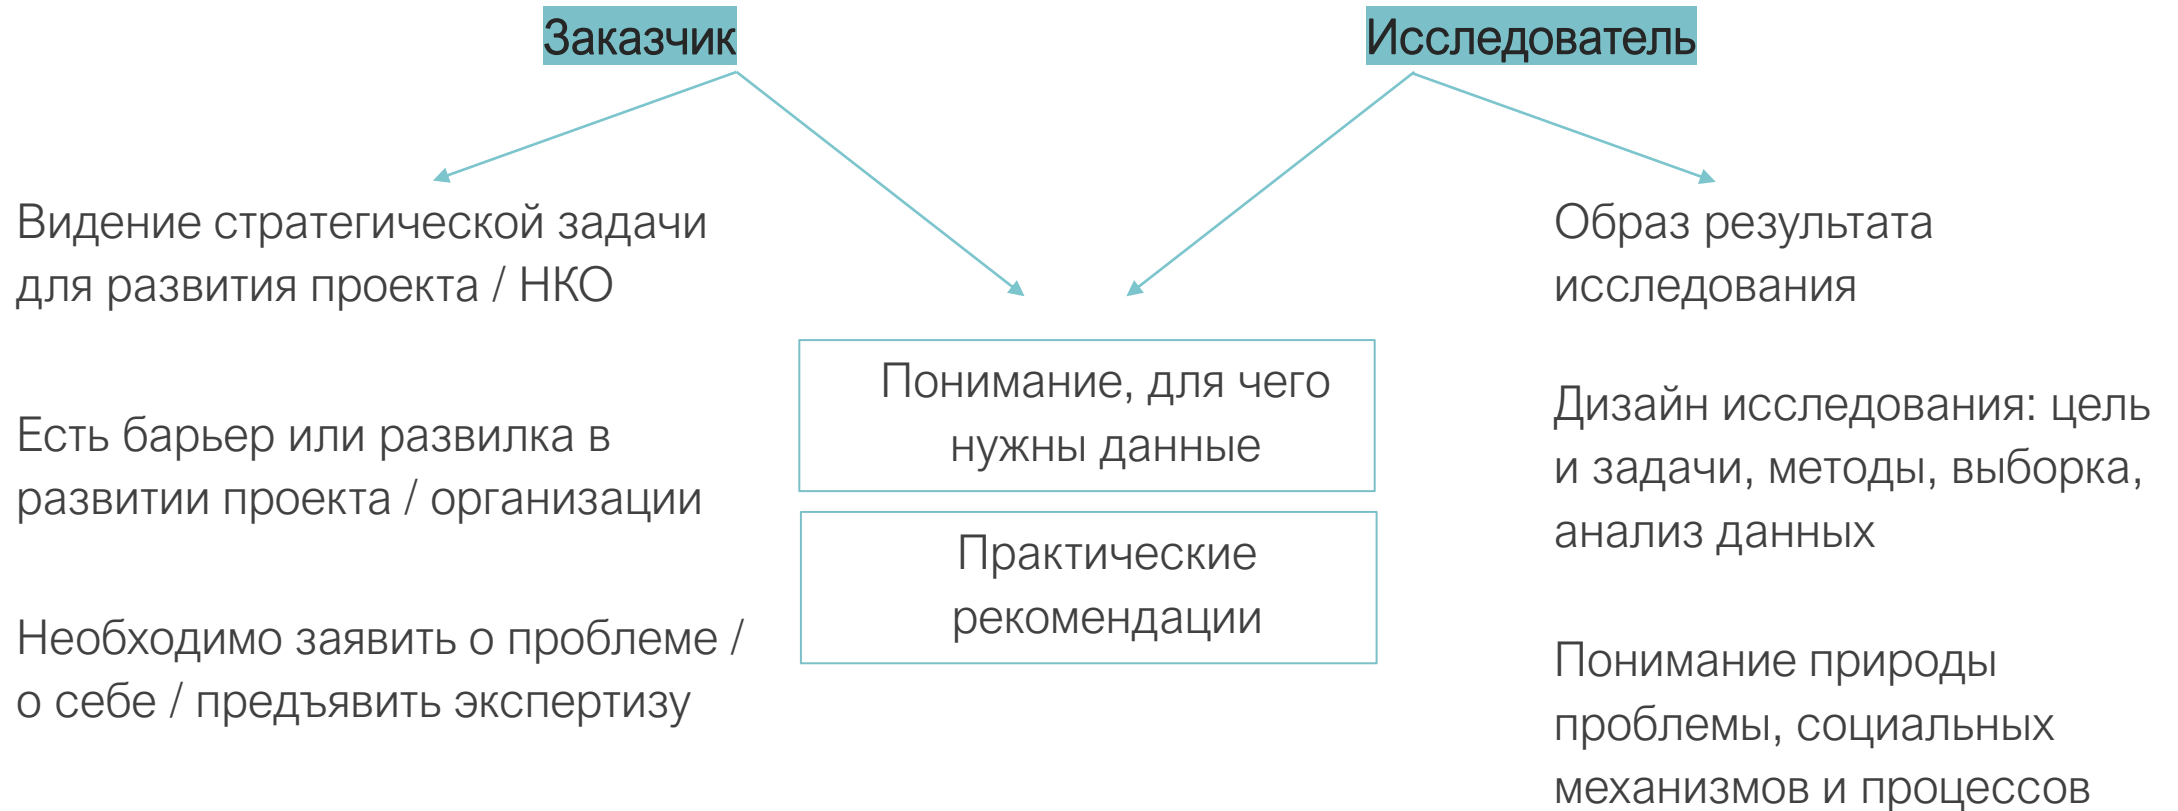 Заказчик
Исследователь
Видение стратегической задачи
для развития проекта / НКО
Есть барьер или развилка в
развитии проекта / организации
Необходимо заявить о проблеме /
о себе / предъявить экспертизу
Понимание, для чего
нужны данные
Практические
рекомендации
Образ результата
исследования
Дизайн исследования: цель
и задачи, методы, выборка,
анализ данных
Понимание природы
проблемы, социальных
механизмов и процессов